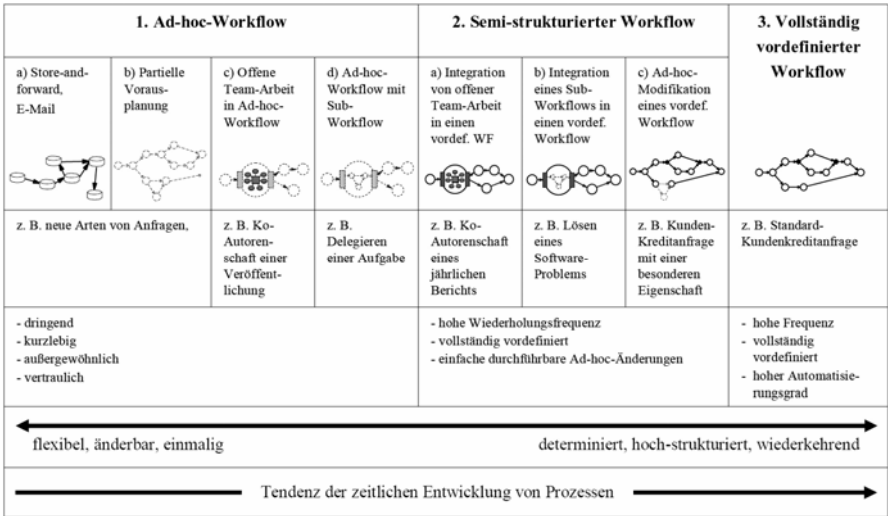 1. Ad-hoc-Workflow
2. Semi-strukturierter Workflow
3. Vollständig
vordefinierter
Workflow
a) Store-and-
forward,
E-Mail
b) Partielle
Voraus-
planung
c) Offene
Team-Arbeit
in Ad-hoc-
Workflow
d) Ad-hoc-
Workflow mit
Sub-
Workflow
a) Integration
von offener
Team-Arbeit
in einen
vordef. WF
b) Integration
eines Sub-
Workflows in
einen vordef.
Workflow
c) Ad-hoc-
Modifikation
eines vordef.
Workflow
z. B. neue Arten von Anfragen,
z. B. Ko-
Autoren-
schaft einer
Veröffent-
lichung
z. B.
Delegieren
einer Aufgabe
z. B. Ko-
Autorenschaft
eines
jährlichen
Berichts
z. B. Lösen
eines
Software-
Problems
z. B. Kunden-
Kreditanfrage
mit einer
besonderen
Eigenschaft
z. B. Standard-
Kundenkreditanfrage
- dringend
- kurzlebig
- außergewöhnlich
- vertraulich
- hohe Wiederholungsfrequenz
- vollständig vordefiniert
- einfache durchführbare Ad-hoc-Änderungen
- hohe Frequenz
- vollständig
vordefiniert
- hoher Automatisie-
rungsgrad
flexibel, änderbar, einmalig
determiniert, hoch-strukturiert, wiederkehrend
Tendenz der zeitlichen Entwicklung von Prozessen